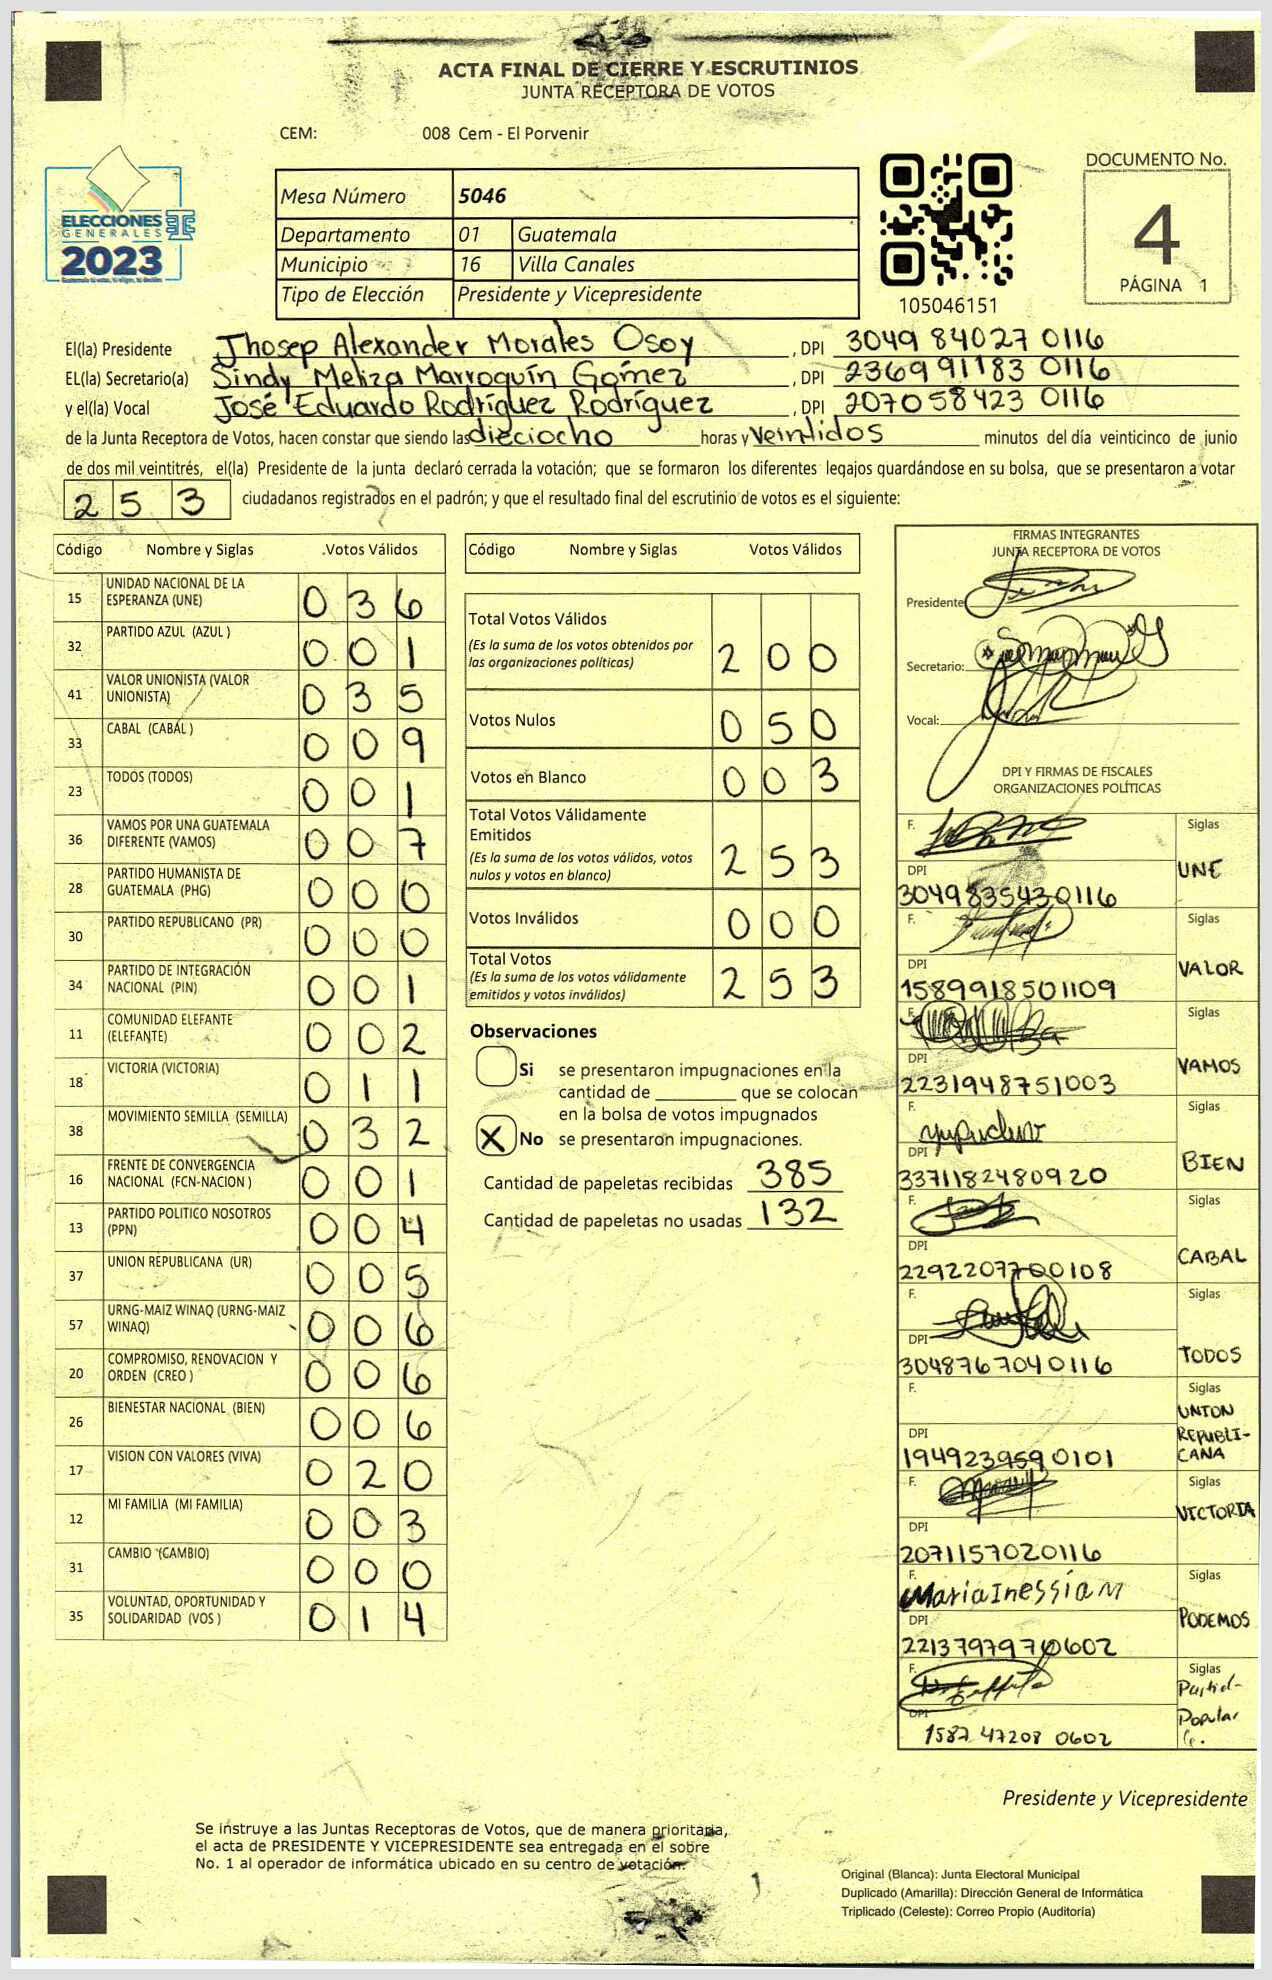 ACTA FINAL DE CIERRE Y ESCRUTINIOS
JUNTA RECEPTORA DE VOTOS
CEM: 008 Cem - El Porvenir
ELECCIONES
GENERALES
2023
Mesa Número 5046
Departamento 01 Guatemala
Municipio 16 Villa Canales
Tipo de Elección Presidente y Vicepresidente
105046151
DOCUMENTO No.
4
PÁGINA 1
El(la) Presidente Jhosep Alexander Morales Osoy , DPI 3049 84027 0116
EL(la) Secretario(a) Sindy Meliza Marroquín Gómez , DPI 2369 91183 0116
y el(la) Vocal José Eduardo Rodríguez Rodríguez , DPI 2070 58423 0116
de la Junta Receptora de Votos, hacen constar que siendo las dieciocho horas y veintidos minutos del día veinticinco de junio
de dos mil veintitrés, el(la) Presidente de la junta declaró cerrada la votación; que se formaron los diferentes legajos guardándose en su bolsa, que se presentaron a votar
2 5 3 ciudadanos registrados en el padrón; y que el resultado final del escrutinio de votos es el siguiente:
Código Nombre y Siglas Votos Válidos
15 UNIDAD NACIONAL DE LA ESPERANZA (UNE) 0 3 6
32 PARTIDO AZUL (AZUL ) 0 0 1
41 VALOR UNIONISTA (VALOR UNIONISTA) 0 3 5
33 CABAL (CABAL ) 0 0 9
23 TODOS (TODOS) 0 0 1
36 VAMOS POR UNA GUATEMALA DIFERENTE (VAMOS) 0 0 7
28 PARTIDO HUMANISTA DE GUATEMALA (PHG) 0 0 0
30 PARTIDO REPUBLICANO (PR) 0 0 0
34 PARTIDO DE INTEGRACIÓN NACIONAL (PIN) 0 0 1
11 COMUNIDAD ELEFANTE (ELEFANTE) 0 0 2
18 VICTORIA (VICTORIA) 0 1 1
38 MOVIMIENTO SEMILLA (SEMILLA) 0 3 2
16 FRENTE DE CONVERGENCIA NACIONAL (FCN-NACION ) 0 0 1
13 PARTIDO POLITICO NOSOTROS (PPN) 0 0 4
37 UNION REPUBLICANA (UR) 0 0 5
57 URNG-MAIZ WINAQ (URNG-MAIZ WINAQ) 0 0 6
20 COMPROMISO, RENOVACION Y ORDEN (CREO ) 0 0 6
26 BIENESTAR NACIONAL (BIEN) 0 0 6
17 VISION CON VALORES (VIVA) 0 2 0
12 MI FAMILIA (MI FAMILIA) 0 0 3
31 CAMBIO (CAMBIO) 0 0 0
35 VOLUNTAD, OPORTUNIDAD Y SOLIDARIDAD (VOS ) 0 1 4
Código Nombre y Siglas Votos Válidos
Total Votos Válidos
(Es la suma de los votos obtenidos por las organizaciones políticas) 2 0 0
Votos Nulos 0 5 0
Votos en Blanco 0 0 3
Total Votos Válidamente Emitidos
(Es la suma de los votos válidos, votos nulos y votos en blanco) 2 5 3
Votos Inválidos 0 0 0
Total Votos
(Es la suma de los votos válidamente emitidos y votos inválidos) 2 5 3
Observaciones
Si se presentaron impugnaciones en la
cantidad de ________ que se colocan
en la bolsa de votos impugnados
X No se presentaron impugnaciones.
Cantidad de papeletas recibidas 385
Cantidad de papeletas no usadas 132
FIRMAS INTEGRANTES
JUNTA RECEPTORA DE VOTOS
Presidente
Secretario:
Vocal:
DPI Y FIRMAS DE FISCALES
ORGANIZACIONES POLÍTICAS
F. Siglas
DPI UNE
3049835430116
F. Siglas
DPI VALOR
1589918501109
F. Siglas
DPI VAMOS
2231948751003
F. Siglas
DPI BIEN
3371182480920
F. Siglas
DPI CABAL
2292207700108
F. Siglas
DPI TODOS
3048767040116
F. Siglas
DPI UNION REPUBLI-CANA
1949239590101
F. Siglas
DPI VICTORIA
2071157020116
F. Siglas
Maria Ines Sian
DPI PODEMOS
2213797970602
F. Siglas
DPI Popular
1587 47208 0602
Presidente y Vicepresidente
Se instruye a las Juntas Receptoras de Votos, que de manera prioritaria,
el acta de PRESIDENTE Y VICEPRESIDENTE sea entregada en el sobre
No. 1 al operador de informática ubicado en su centro de votación.
Original (Blanca): Junta Electoral Municipal
Duplicado (Amarilla): Dirección General de Informática
Triplicado (Celeste): Correo Propio (Auditoría)